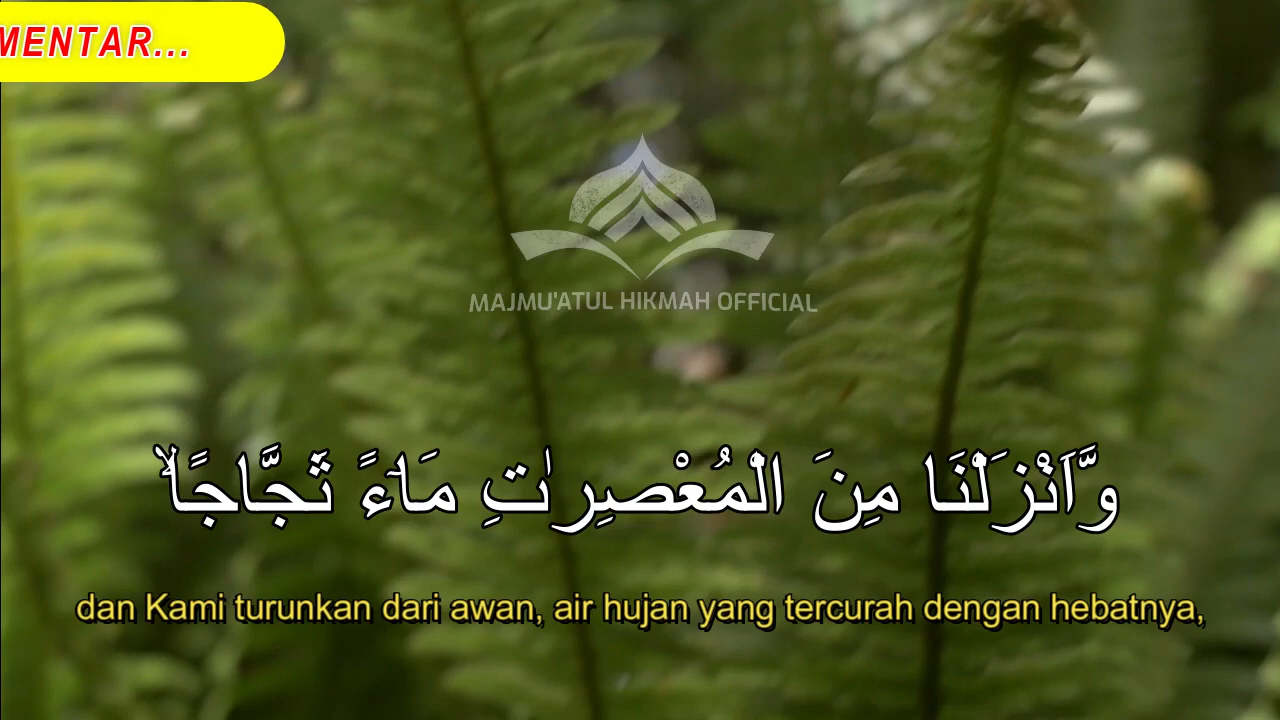 MENTAR...
MAJMU'ATUL HIKMAH OFFICIAL
وَّاَنْزَلْنَا مِنَ الْمُعْصِرٰتِ مَاۤءً ثَجَّاجًاۙ
dan Kami turunkan dari awan, air hujan yang tercurah dengan hebatnya,